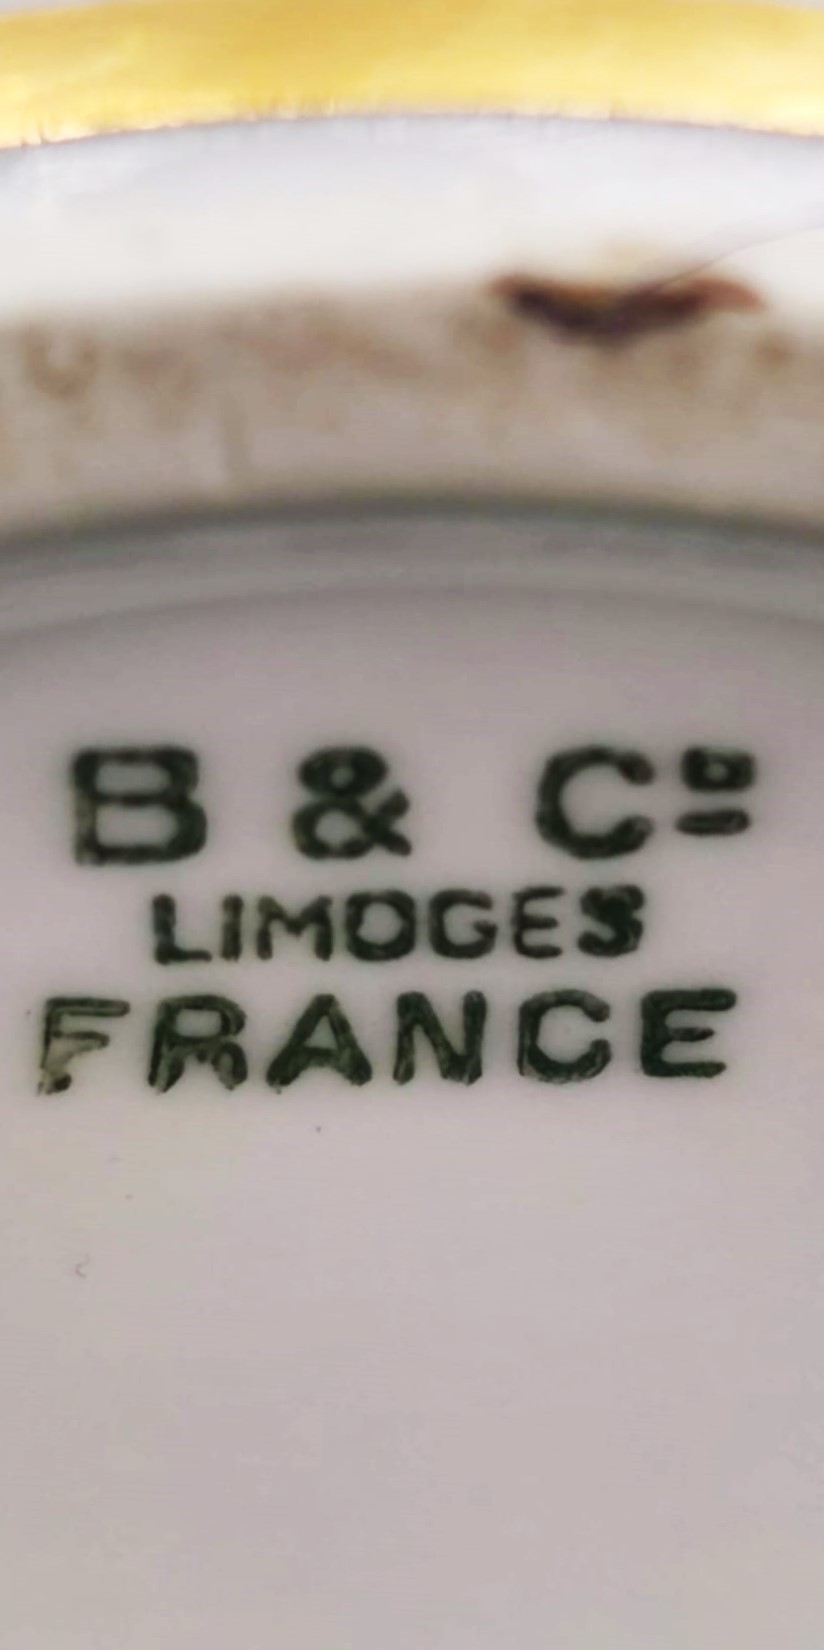 B & Cº
LIMOGES
FRANCE